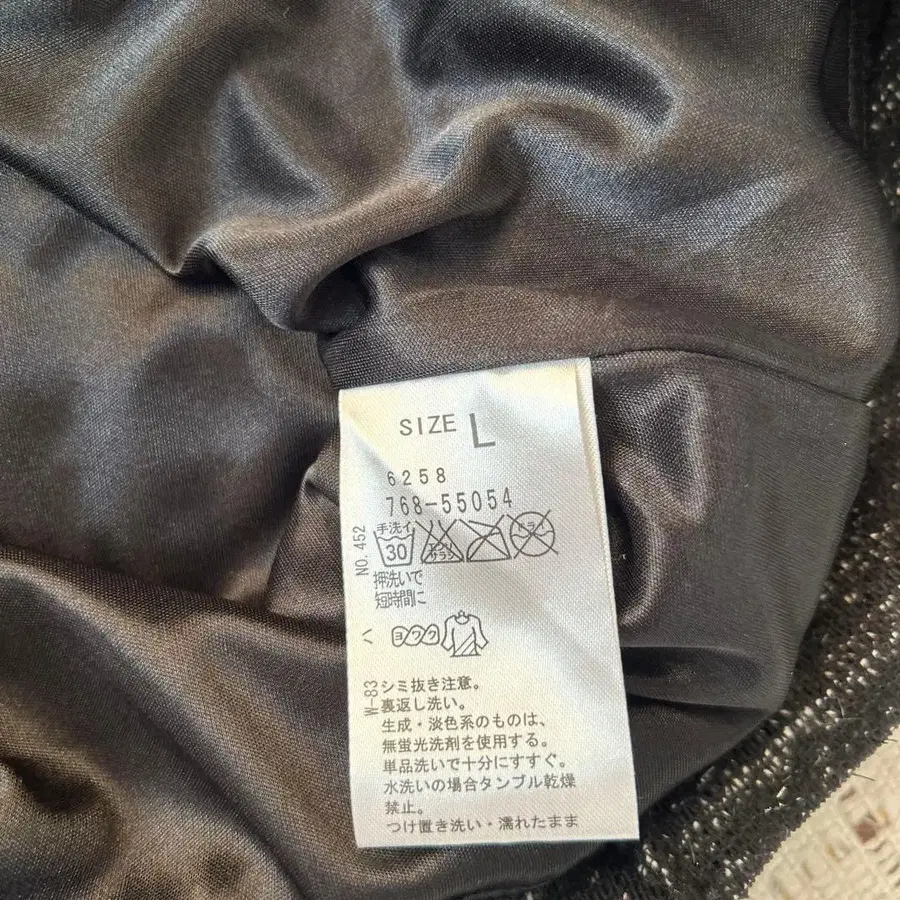 SIZE L
6258
768-55054
手洗イ
30
押洗いで
短時間に
ヨワク
NO.452
W-83
シミ抜き注意。
裏返し洗い。
生成・淡色系のものは、
無蛍光洗剤を使用する。
単品洗いで十分にすすぐ。
水洗いの場合タンブル乾燥
禁止。
つけ置き洗い・濡れたまま